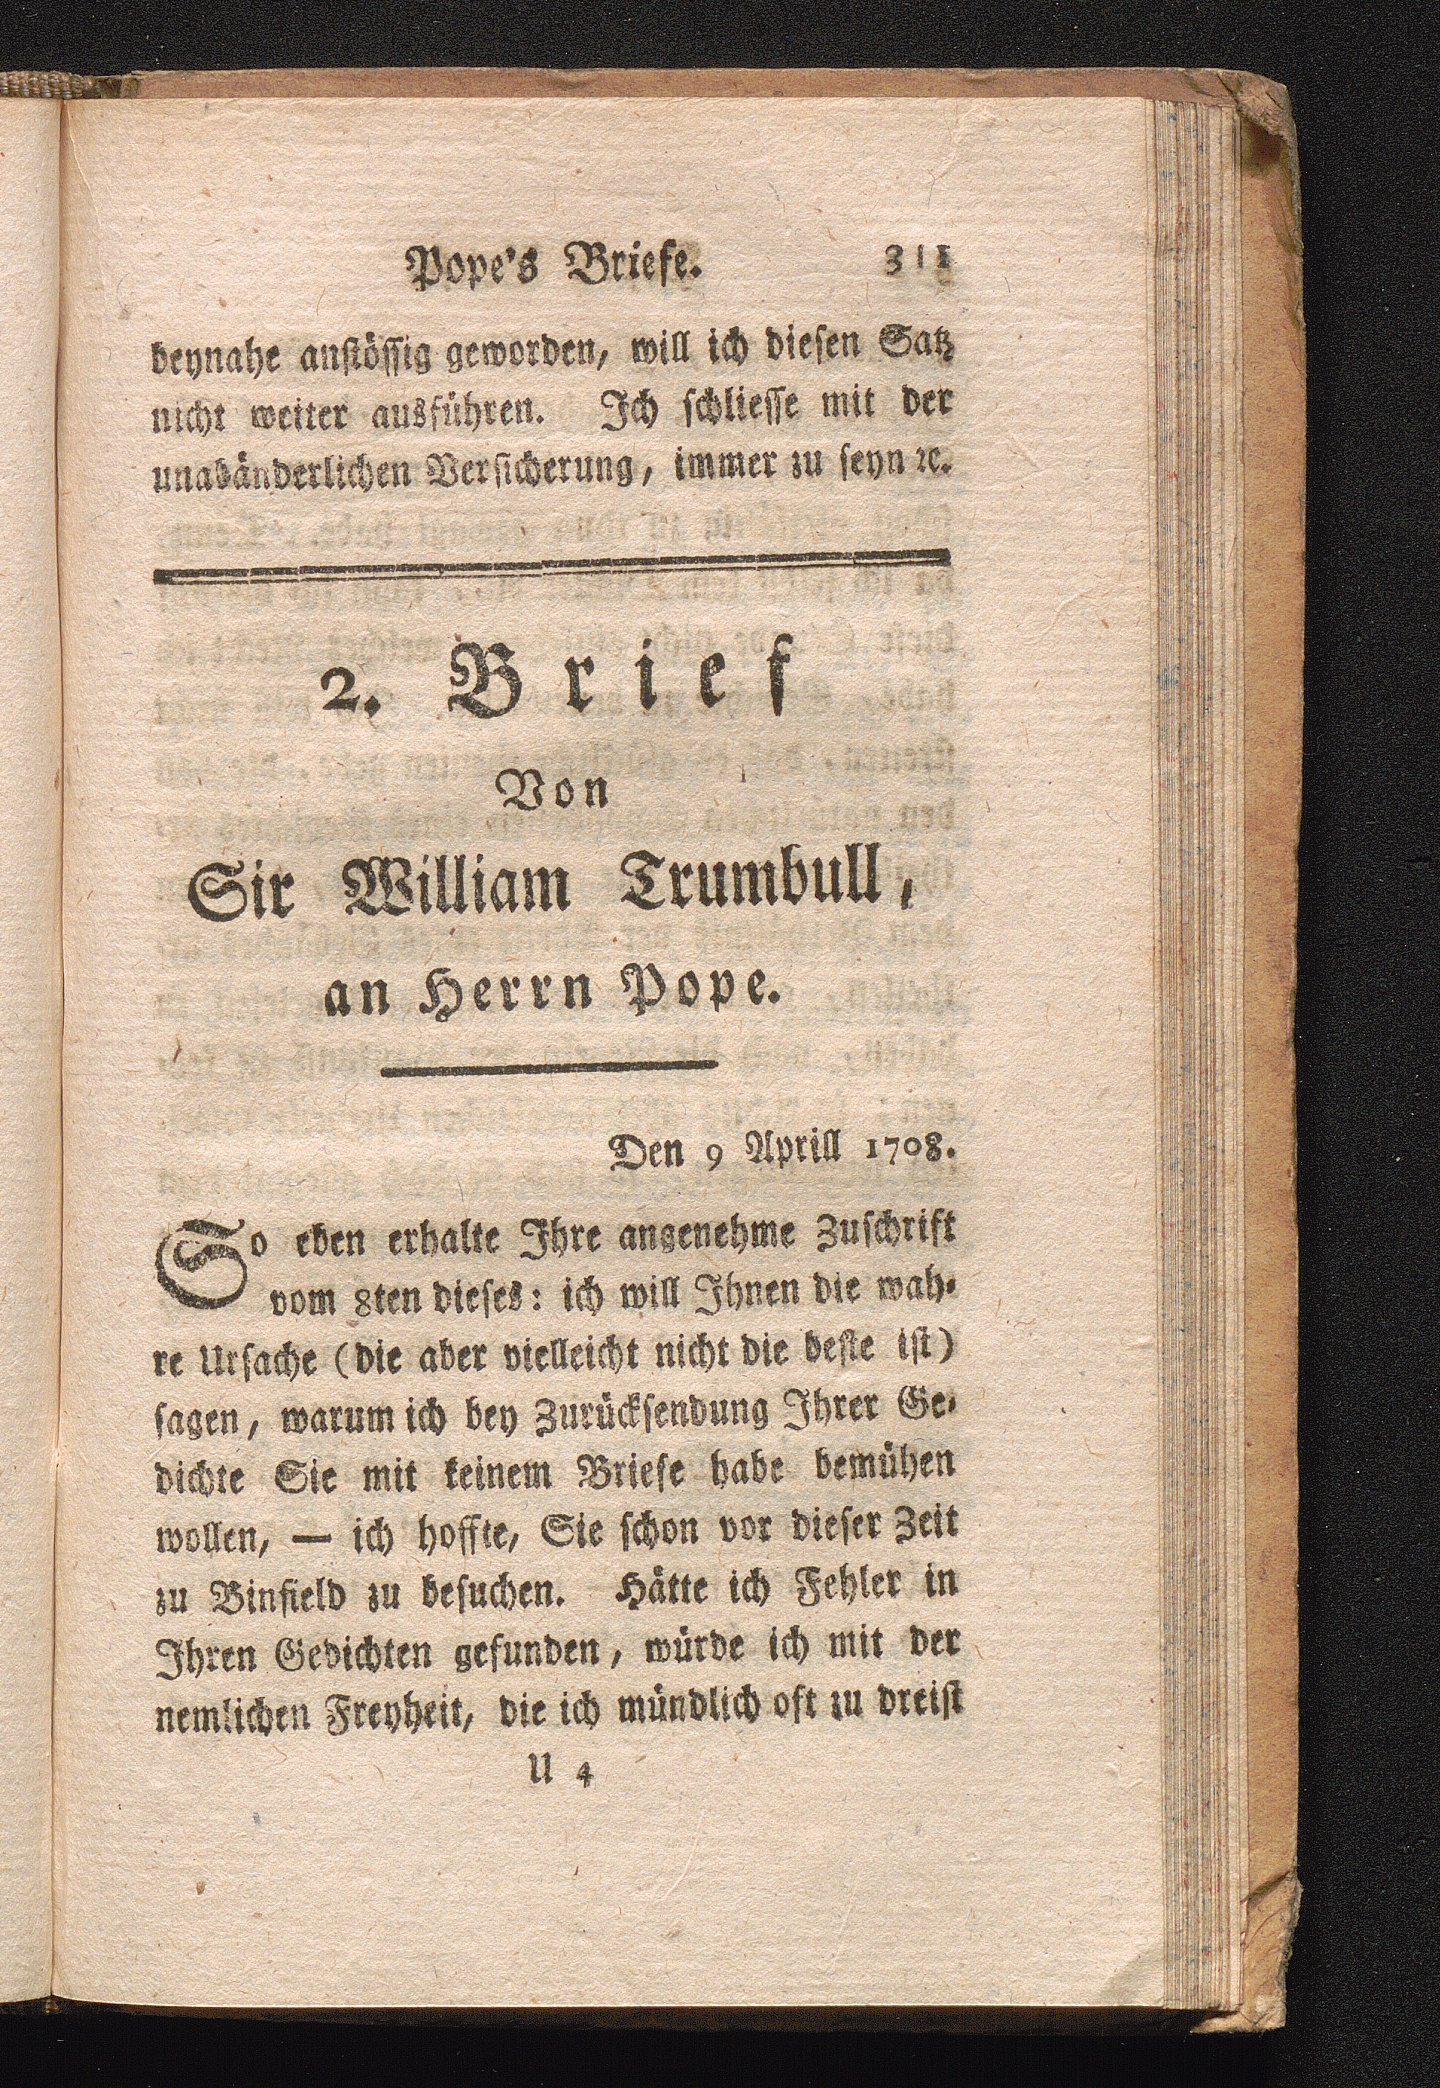 Pope's Briefe. 311
beynahe anstössig geworden, will ich diesen Satz
nicht weiter ausführen. Ich schliesse mit der
unabänderlichen Versicherung, immer zu seyn ꝛc.
2. Brief
Von
Sir William Trumbull,
an Herrn Pope.
Den 9 Aprill 1708.
So eben erhalte Ihre angenehme Zuschrift
vom 8ten dieses: ich will Ihnen die wah-
re Ursache (die aber vielleicht nicht die beste ist)
sagen, warum ich bey Zurücksendung Ihrer Ge-
dichte Sie mit keinem Briefe habe bemühen
wollen, — ich hoffte, Sie schon vor dieser Zeit
zu Binfield zu besuchen. Hätte ich Fehler in
Ihren Gedichten gefunden, würde ich mit der
nemlichen Freyheit, die ich mündlich oft zu dreist
U 4